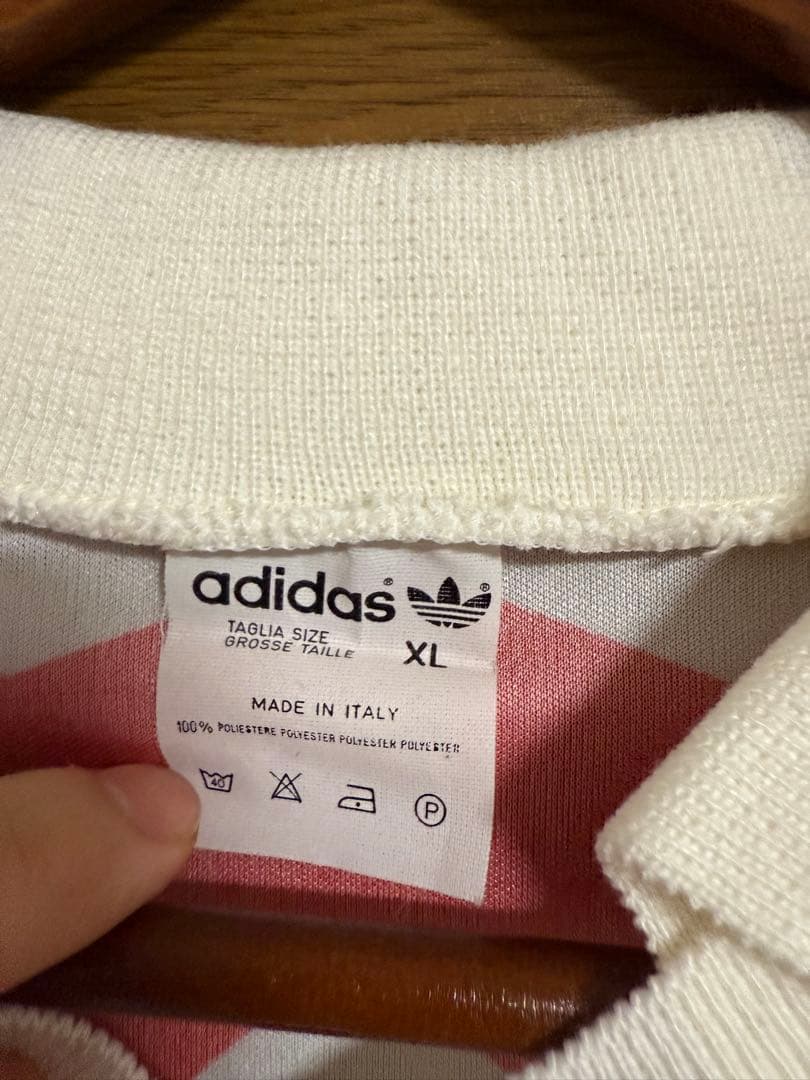 adidas®
®
TAGLIA SIZE
GROSSE TAILLE
XL
MADE IN ITALY
100% POLIESTERE POLYESTER POLYESTER POLYESTER
40
P